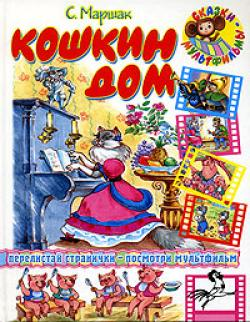 С. Маршак
СКАЗКИ
МУЛЬТФИЛЬМЫ
КОШКИН
ДОМ
перелистай странички - посмотри мультфильм